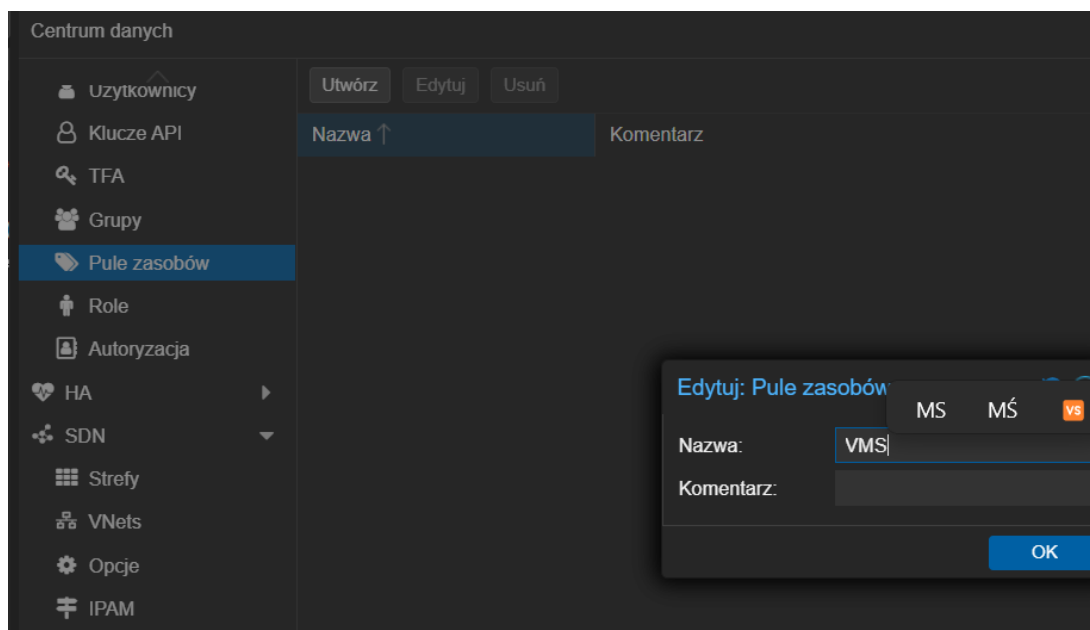 Centrum danych
Użytkownicy
Utwórz Edytuj Usuń
Klucze API
Nazwa Komentarz
TFA
Grupy
Pule zasobów
Role
Autoryzacja
HA
SDN
Strefy
VNets
Opcje
IPAM
Edytuj: Pule zasobów
MS MŚ VS
Nazwa: VMS
Komentarz:
OK